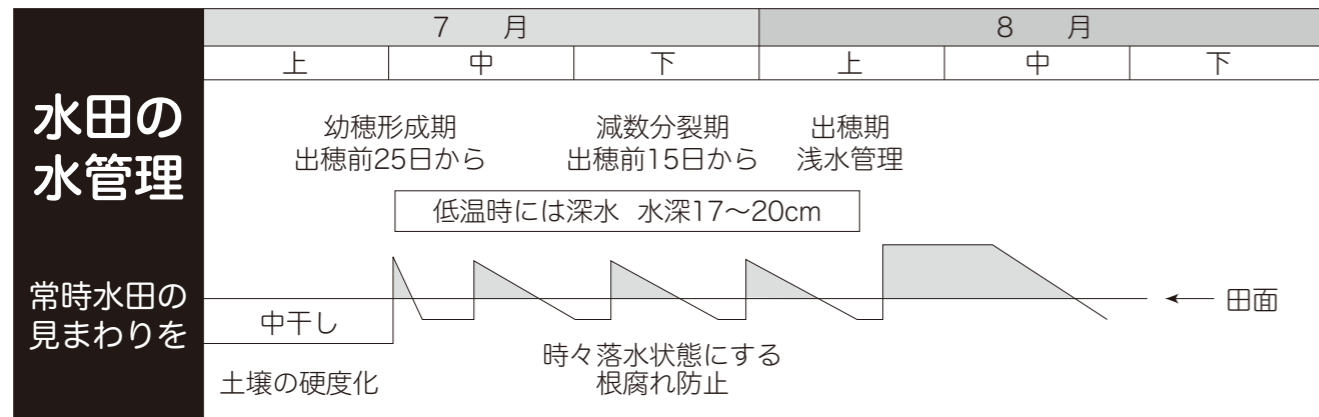 水田の
水管理
常時水田の
見まわりを
7 月
8 月
上
中
下
上
中
下
幼穂形成期
出穂前25日から
減数分裂期
出穂前15日から
出穂期
浅水管理
低温時には深水 水深17〜20cm
中干し
田面
土壌の硬度化
時々落水状態にする
根腐れ防止